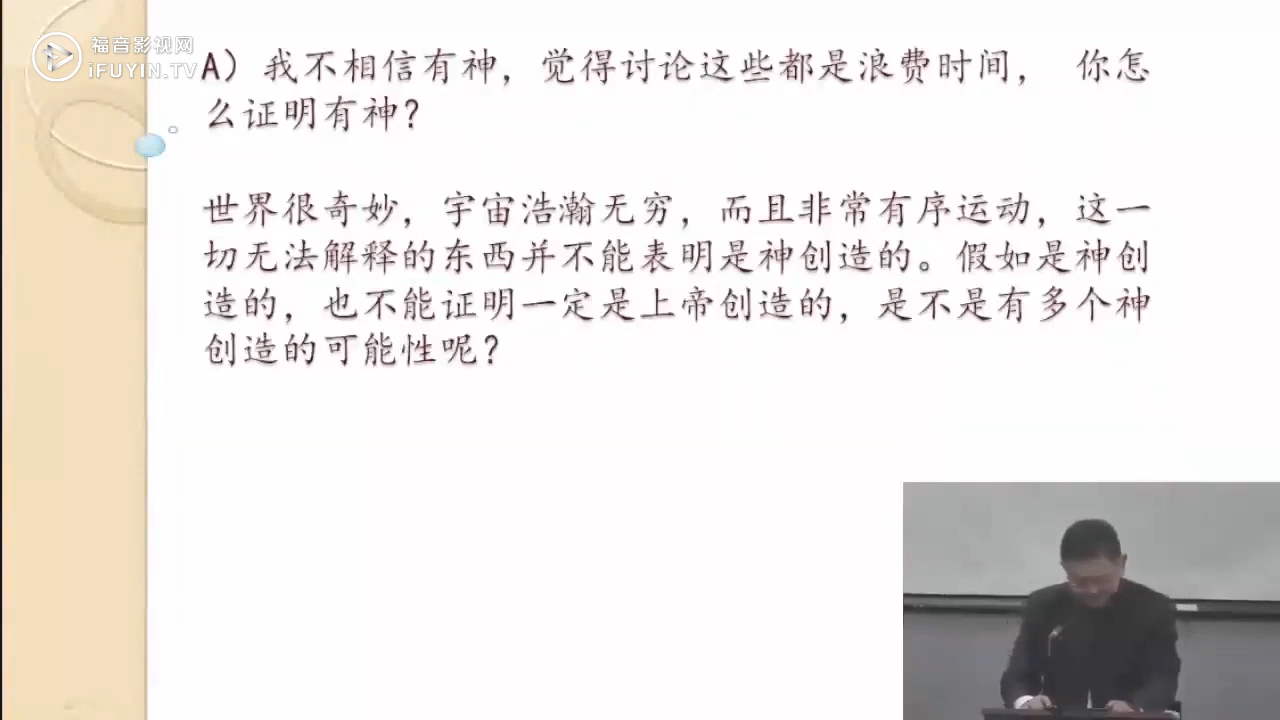 福音影视网
iFUYIN.TV
A）我不相信有神，觉得讨论这些都是浪费时间， 你怎
么证明有神？
世界很奇妙，宇宙浩瀚无穷，而且非常有序运动，这一
切无法解释的东西并不能表明是神创造的。假如是神创
造的，也不能证明一定是上帝创造的，是不是有多个神
创造的可能性呢？